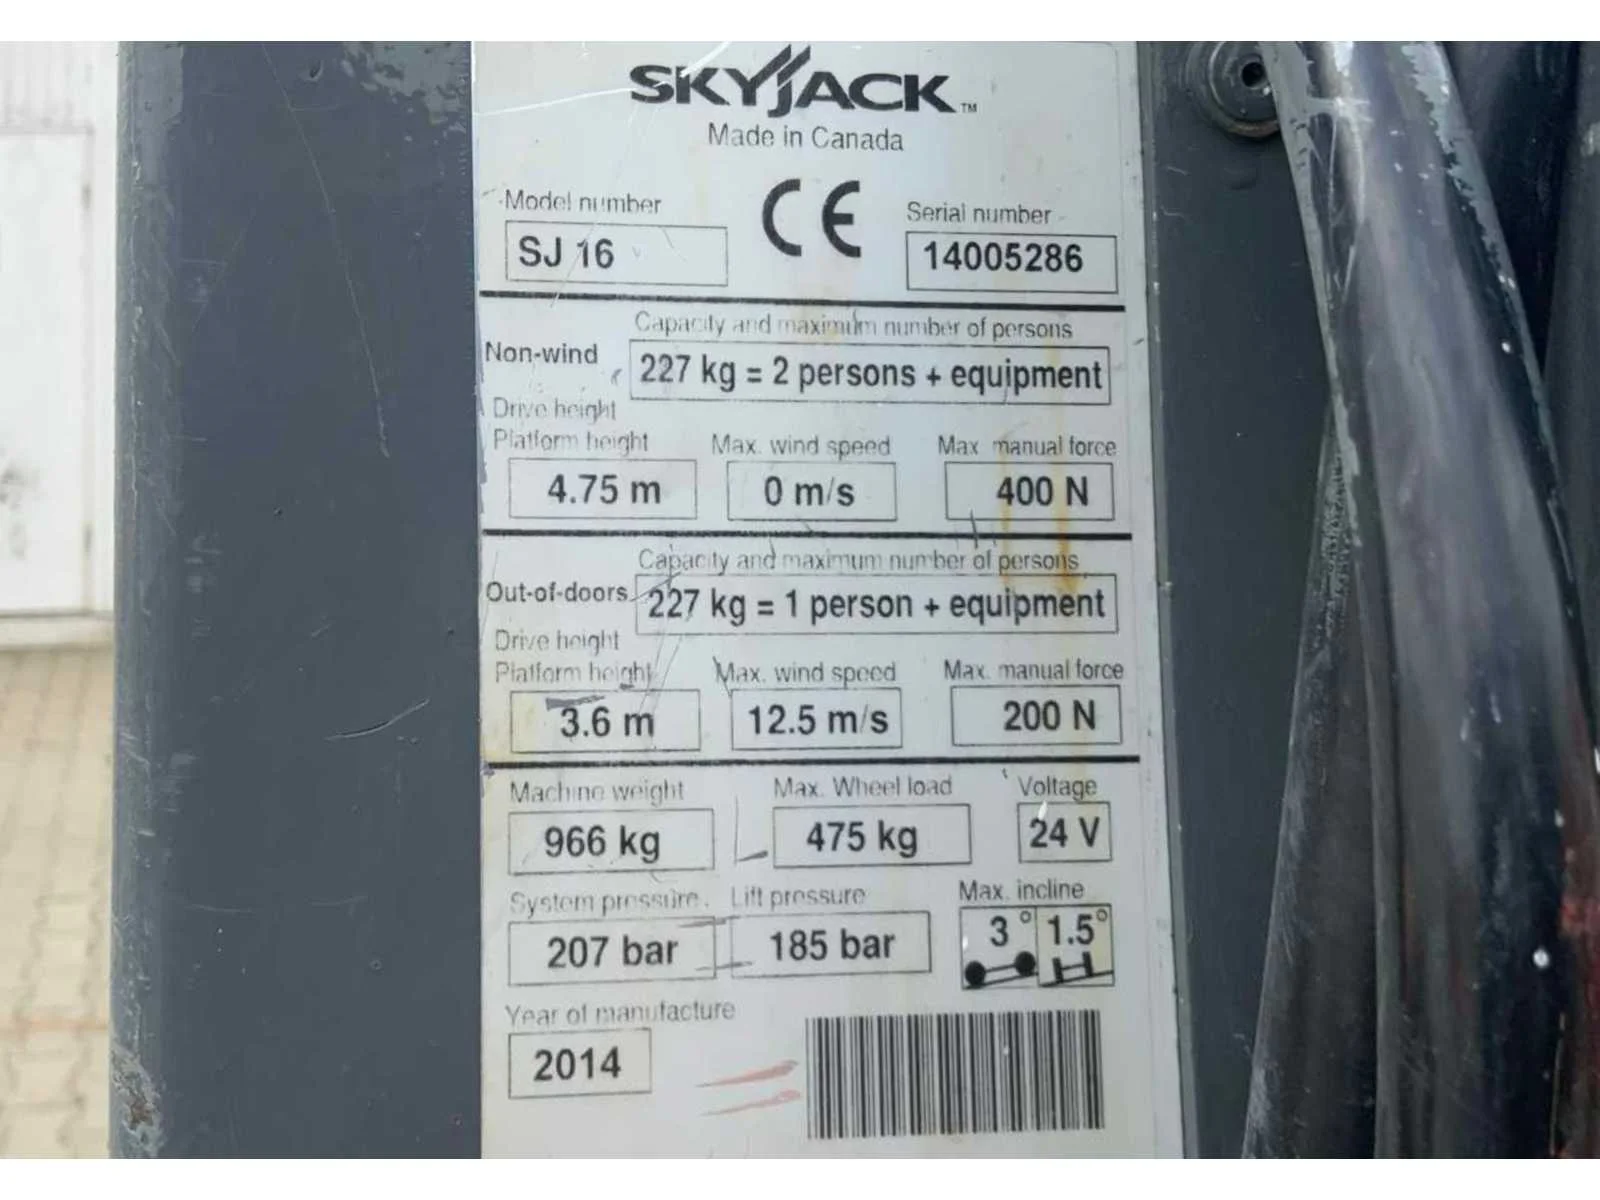 SKYJACK™
Made in Canada
Model number
SJ 16
CE
Serial number
14005286
Non-wind
Capacity and maximum number of persons
227 kg = 2 persons + equipment
Drive height
Platform height
4.75 m
Max. wind speed
0 m/s
Max manual force
400 N
Out-of-doors
Capacity and maximum number of persons
227 kg = 1 person + equipment
Drive height
Platform height
3.6 m
Max. wind speed
12.5 m/s
Max. manual force
200 N
Machine weight
966 kg
Max. Wheel load
475 kg
Voltage
24 V
System pressure
207 bar
Lift pressure
185 bar
Max. incline
3° 1.5°
Year of manufacture
2014